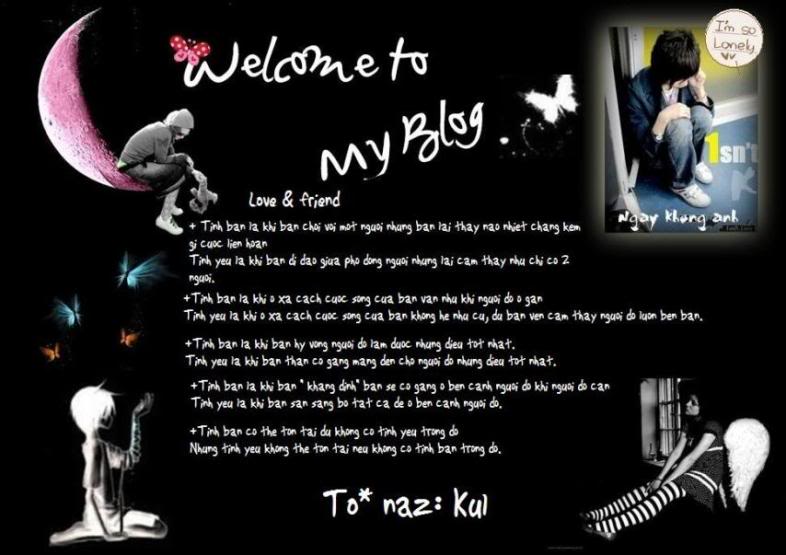 Welcome to
My Blog
I'm so
Lonely
1sn't
K
Ngay khong anh
Love & friend
+ Tinh ban la khi ban choi voi mot nguoi nhung ban lai thay nao nhiet chang kem
gi cuoc lien hoan
Tinh yeu la khi ban di dao giua pho dong nguoi nhung lai cam thay nhu chi co 2
nguoi.
+Tinh ban la khi o xa cach cuoc song cua ban van nhu khi nguoi do o gan
Tinh yeu la khi o xa cach cuoc song cua ban khong he nhu cu, du ban ven cam thay nguoi do luon ben ban.
+Tinh ban la khi ban hy vong nguoi do lam duoc nhung dieu tot nhat.
Tinh yeu la khi ban than co gang mang den cho nguoi do nhung dieu tot nhat.
+Tinh ban la khi ban " khang dinh" ban se co gang o ben canh nguoi do khi nguoi do can
Tinh yeu la khi ban san sang bo tat ca de o ben canh nguoi do.
+Tinh ban co the ton tai du khong co tinh yeu trong do
Nhung tinh yeu khong the ton tai neu khong co tinh ban trong do.
To* naz: Kul